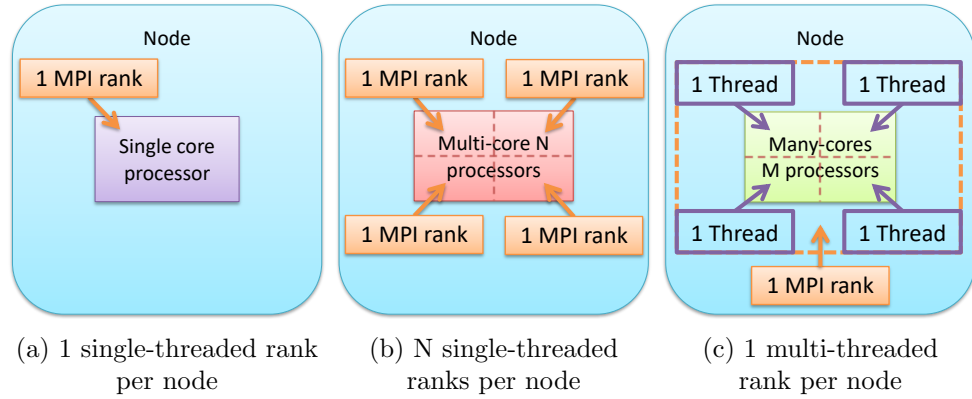 Node
1 MPI rank
Single core
processor
(a) 1 single-threaded rank
per node
Node
1 MPI rank
1 MPI rank
Multi-core N
processors
1 MPI rank
1 MPI rank
(b) N single-threaded
ranks per node
Node
1 Thread
1 Thread
Many-cores
M processors
1 Thread
1 Thread
1 MPI rank
(c) 1 multi-threaded
rank per node